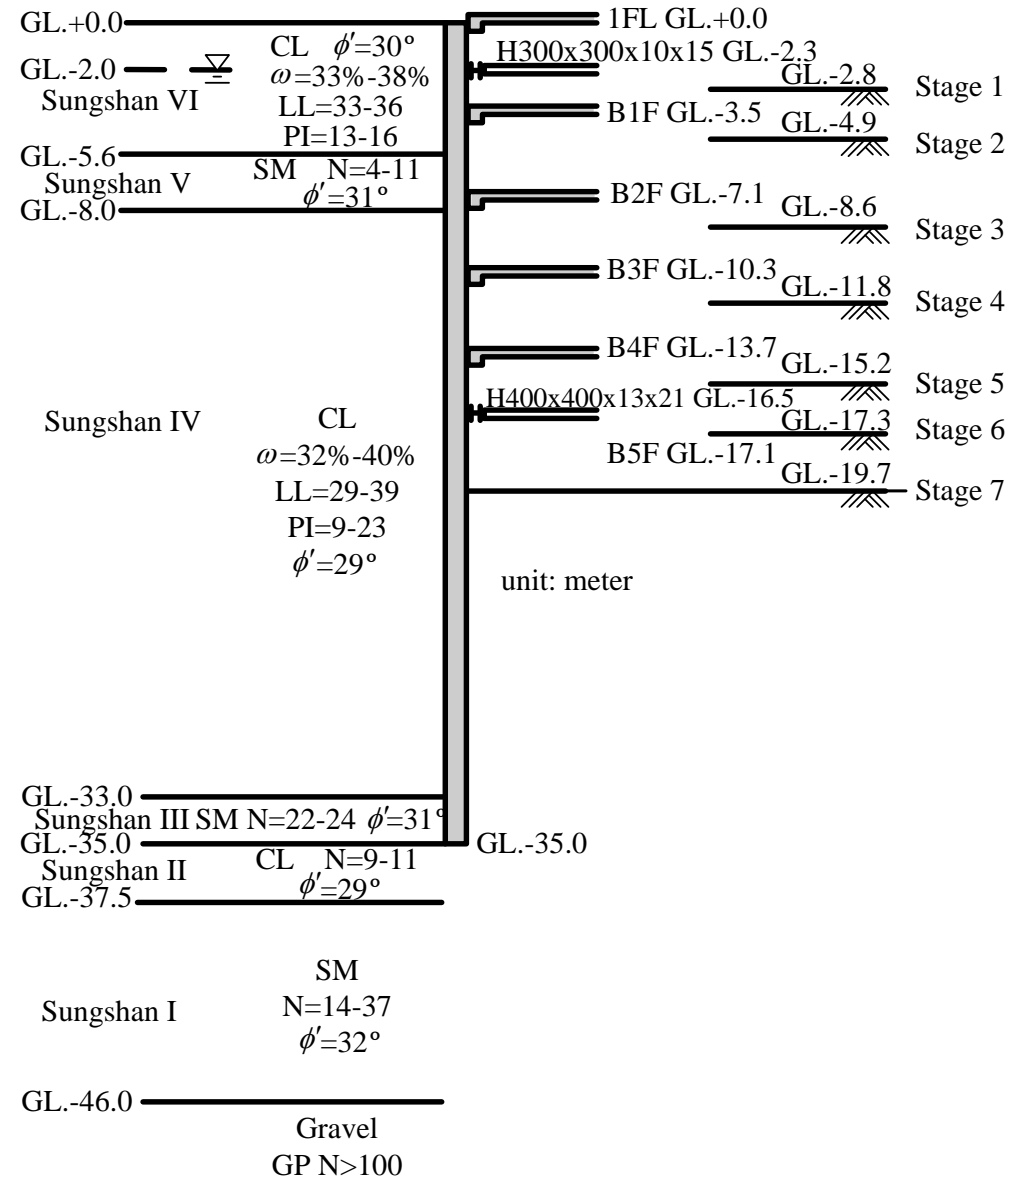 GL.+0.0
1FL GL.+0.0
CL ϕ′=30°
H300x300x10x15 GL.-2.3
GL.-2.0
ω=33%-38%
GL.-2.8
Stage 1
Sungshan VI
LL=33-36
B1F GL.-3.5
GL.-4.9
Stage 2
PI=13-16
GL.-5.6
SM N=4-11
Sungshan V
ϕ′=31°
B2F GL.-7.1
GL.-8.0
GL.-8.6
Stage 3
B3F GL.-10.3
GL.-11.8
Stage 4
B4F GL.-13.7
GL.-15.2
Stage 5
H400x400x13x21 GL.-16.5
Sungshan IV
CL
GL.-17.3
Stage 6
ω=32%-40%
B5F GL.-17.1
LL=29-39
GL.-19.7
Stage 7
PI=9-23
ϕ′=29°
unit: meter
GL.-33.0
Sungshan III SM N=22-24 ϕ′=31°
GL.-35.0
GL.-35.0
Sungshan II
CL N=9-11
ϕ′=29°
GL.-37.5
SM
Sungshan I
N=14-37
ϕ′=32°
GL.-46.0
Gravel
GP N>100